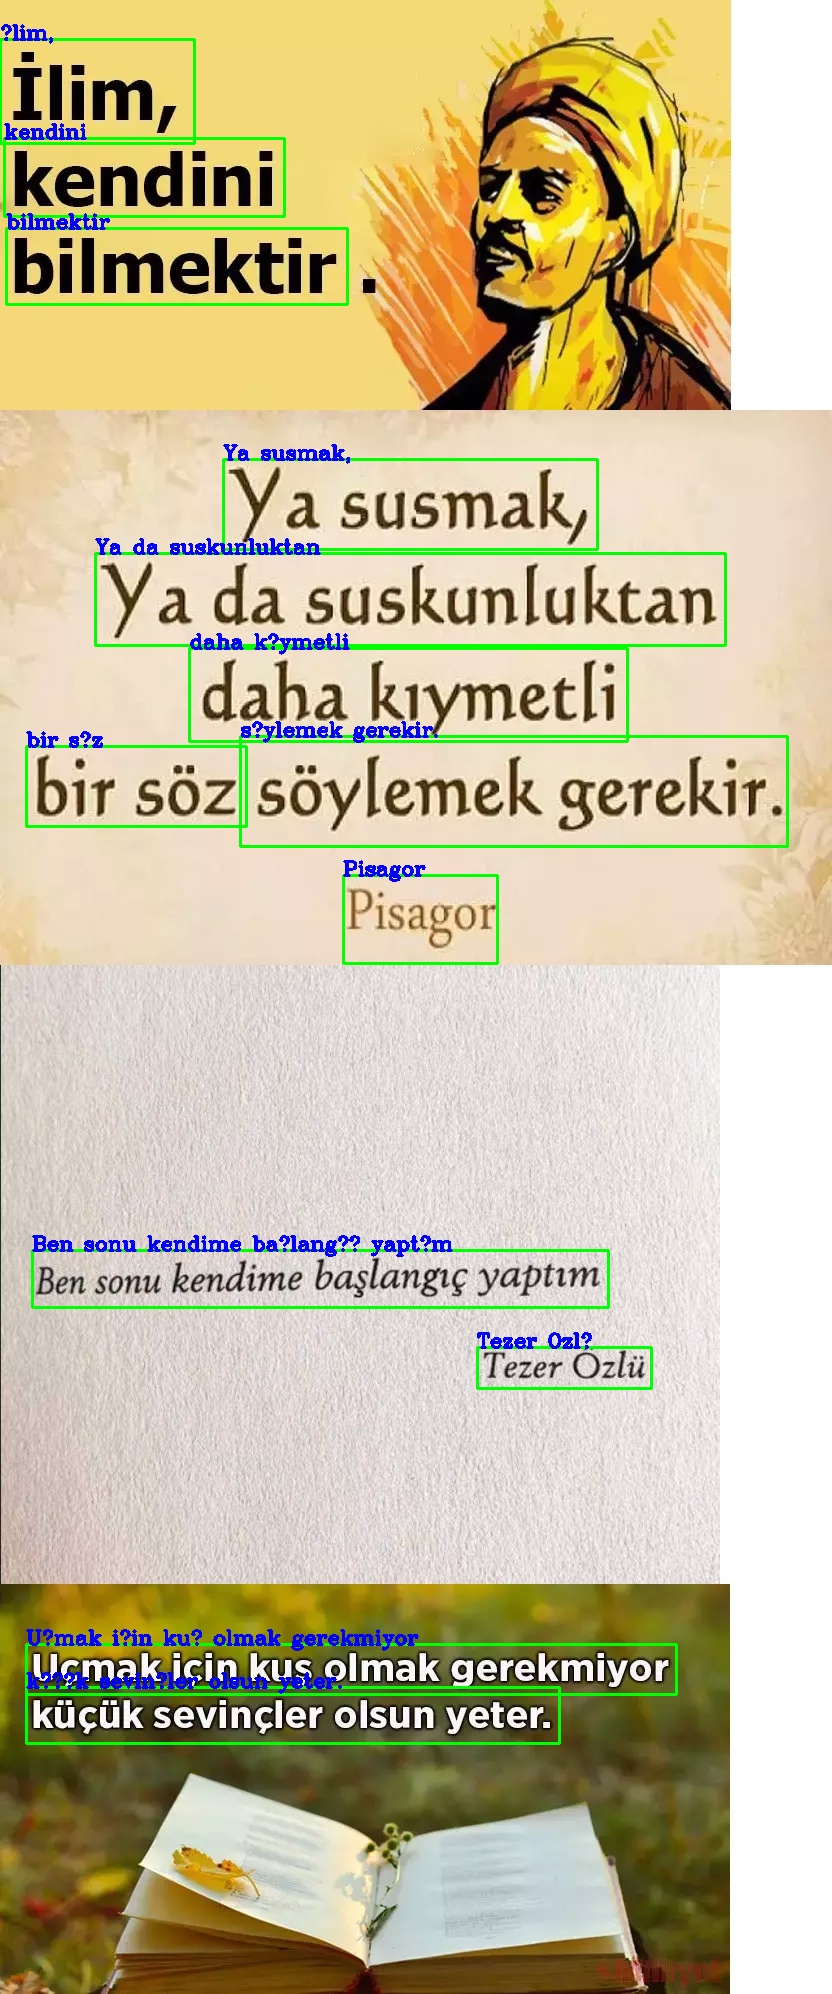 ?lim,
İlim,
kendini
kendini
bilmektir
bilmektir .
Ya susmak,
Ya susmak,
Ya da suskunluktan
Ya da suskunluktan
daha k?ymetli
daha kıymetli
bir s?z s?ylemek gerekir.
bir söz söylemek gerekir.
Pisagor
Pisagor
Ben sonu kendime ba?lang?? yapt?m
Ben sonu kendime başlangıç yaptım
Tezer Ozl?
Tezer Özlü
U?mak i?in ku? olmak gerekmiyor
Uçmak için kuş olmak gerekmiyor
k???k sevin?ler olsun yeter.
küçük sevinçler olsun yeter.